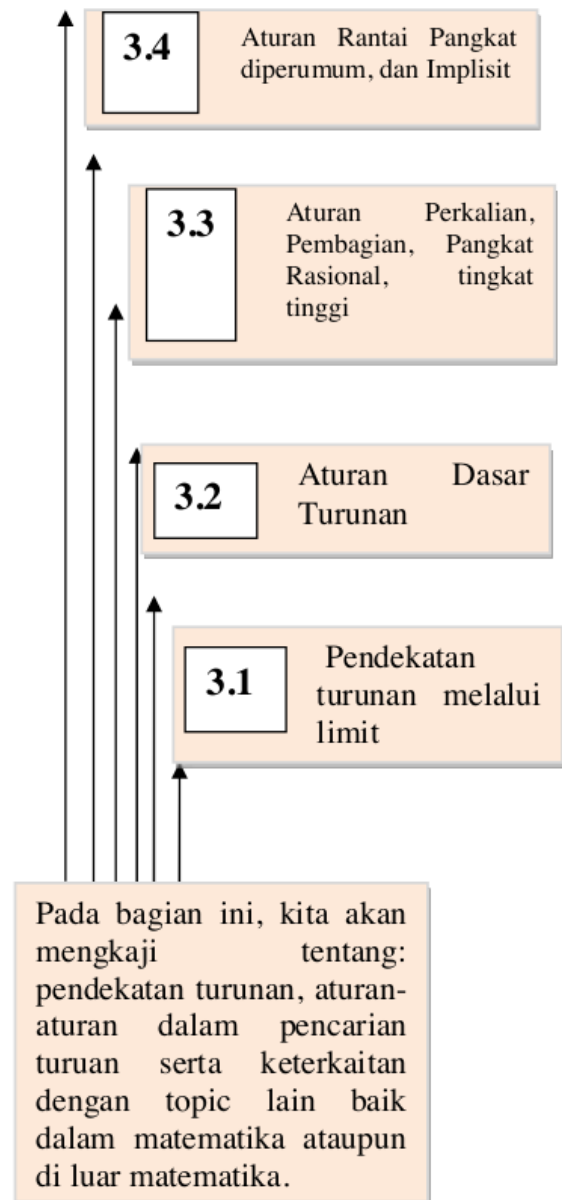 3.4
Aturan Rantai Pangkat
diperumum, dan Implisit
3.3
Aturan Perkalian,
Pembagian, Pangkat
Rasional, tingkat
tinggi
3.2
Aturan Dasar
Turunan
3.1
Pendekatan
turunan melalui
limit
Pada bagian ini, kita akan
mengkaji tentang:
pendekatan turunan, aturan-
aturan dalam pencarian
turuan serta keterkaitan
dengan topic lain baik
dalam matematika ataupun
di luar matematika.